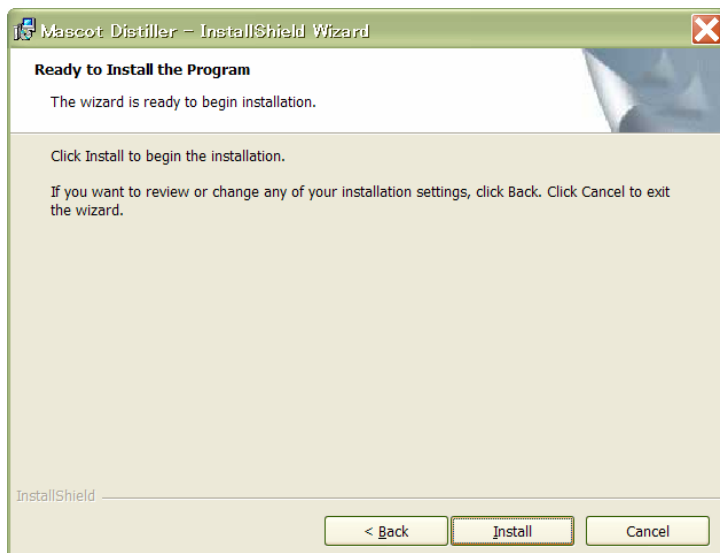 Mascot Distiller - InstallShield Wizard
Ready to Install the Program
The wizard is ready to begin installation.
Click Install to begin the installation.
If you want to review or change any of your installation settings, click Back. Click Cancel to exit
the wizard.
InstallShield
< Back Install Cancel